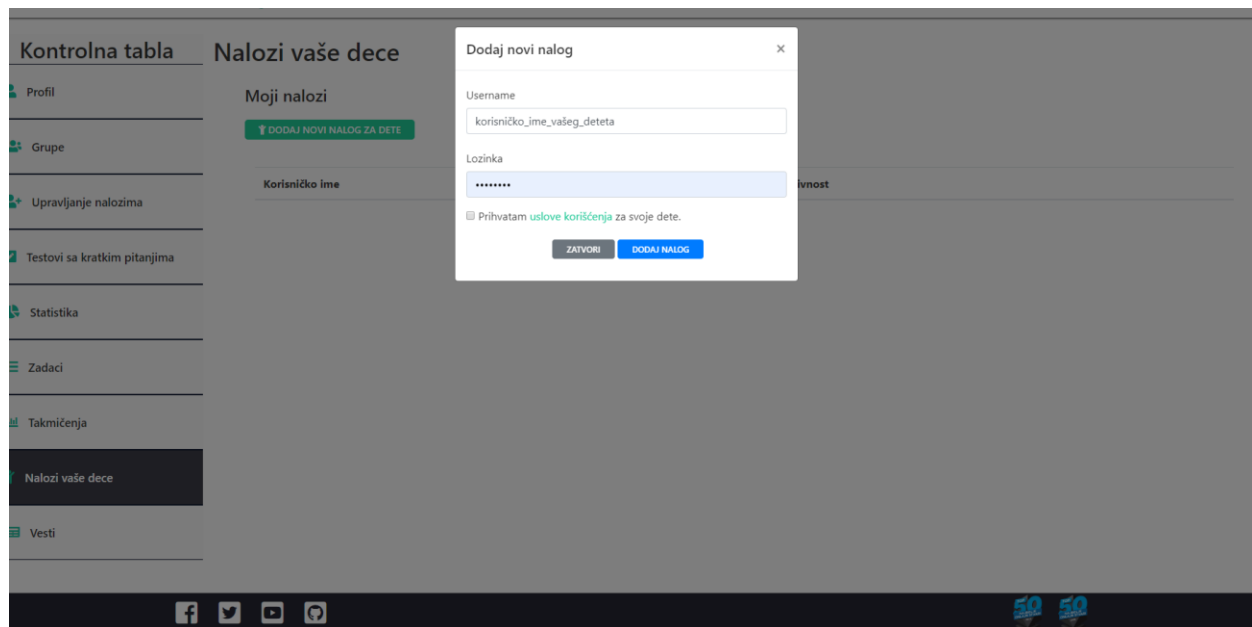 Kontrolna tabla
Profil
Grupe
Upravljanje nalozima
Testovi sa kratkim pitanjima
Statistika
Zadaci
Takmičenja
Nalozi vaše dece
Vesti
Nalozi vaše dece
Moji nalozi
DODAJ NOVI NALOG ZA DETE
Korisničko ime
ivnost
Dodaj novi nalog ×
Username
korisničko_ime_vašeg_deteta
Lozinka
••••••••
Prihvatam uslove korišćenja za svoje dete.
ZATVORI DODAJ NALOG
50 50